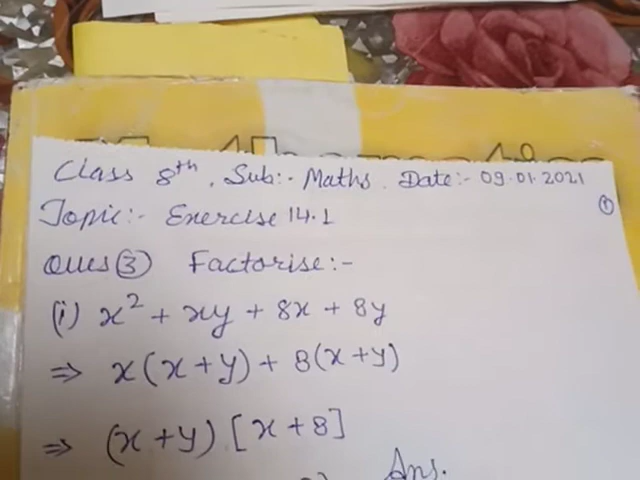 Class 8th, Sub:- Maths. Date:- 09.01.2021
①
Topic:- Exercise 14.1
Ques ③ Factorise:-
(i) x² + xy + 8x + 8y
⇒ x(x+y) + 8(x+y)
⇒ (x+y) [x+8]
Ans.